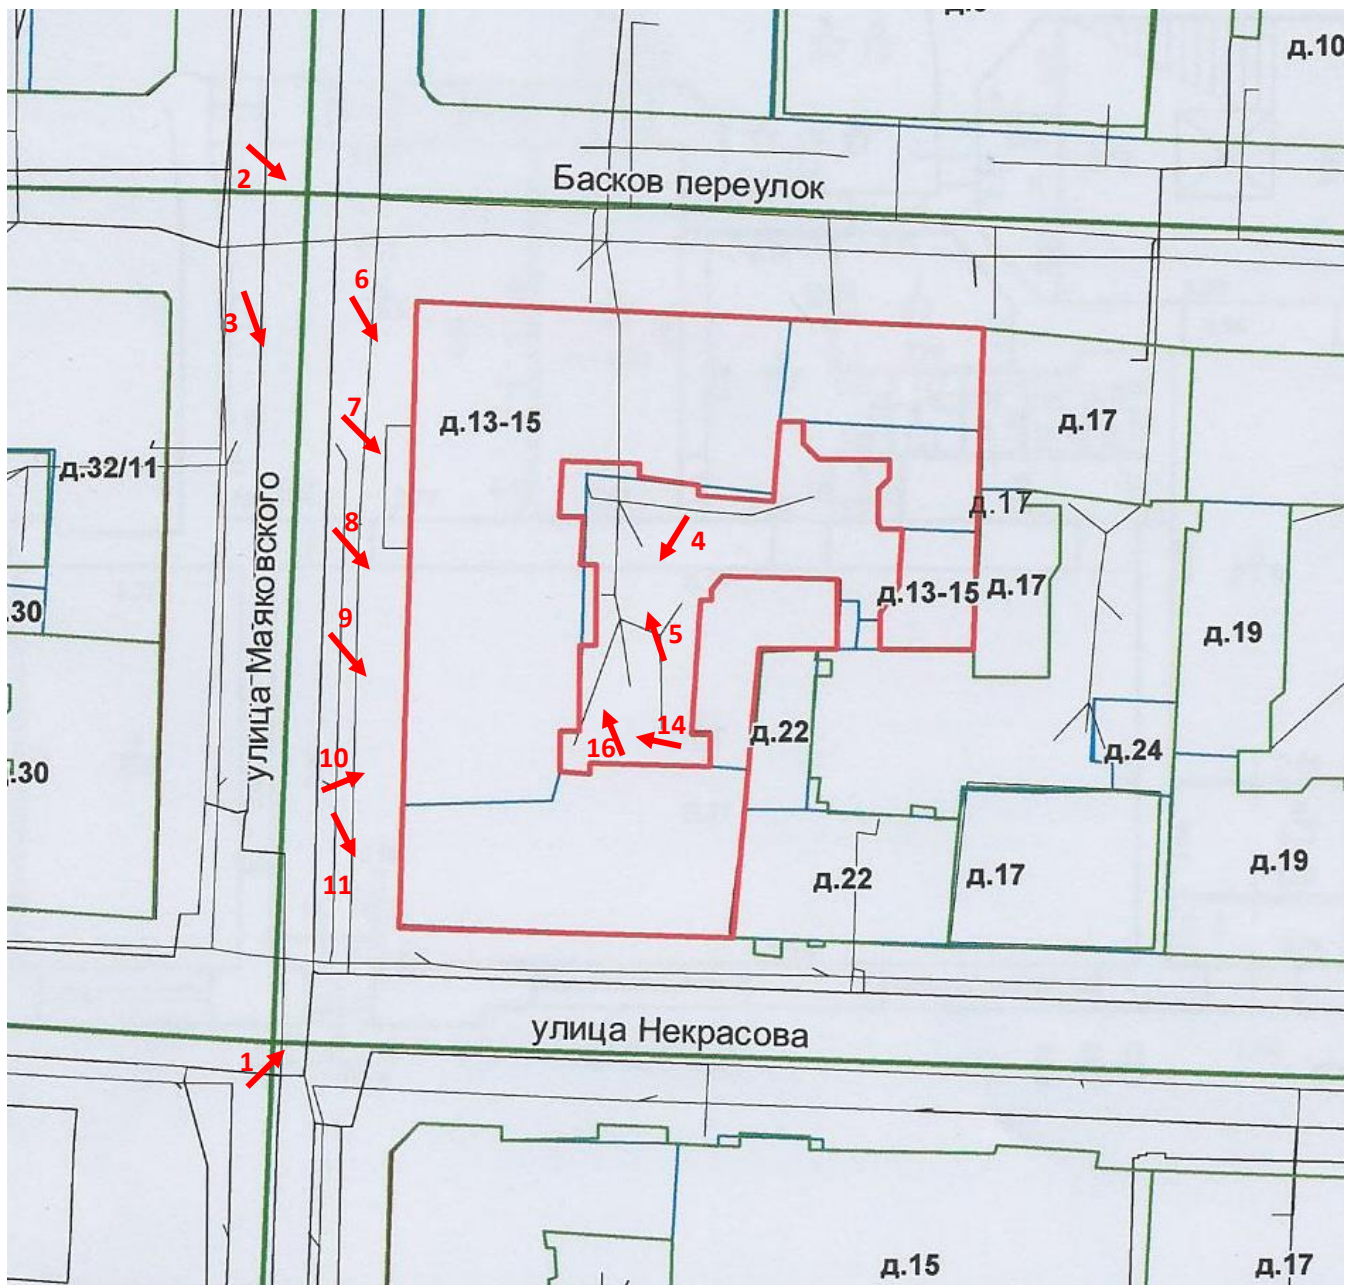 д.10
2
Басков переулок
6
3
7
д.13-15
д.17
д.32/11
8
д.17
4
д.13-15
д.17
9
5
д.19
.30
улица Маяковского
14
16
д.22
10
д.24
.30
11
д.22
д.17
д.19
улица Некрасова
1
д.15
д.17